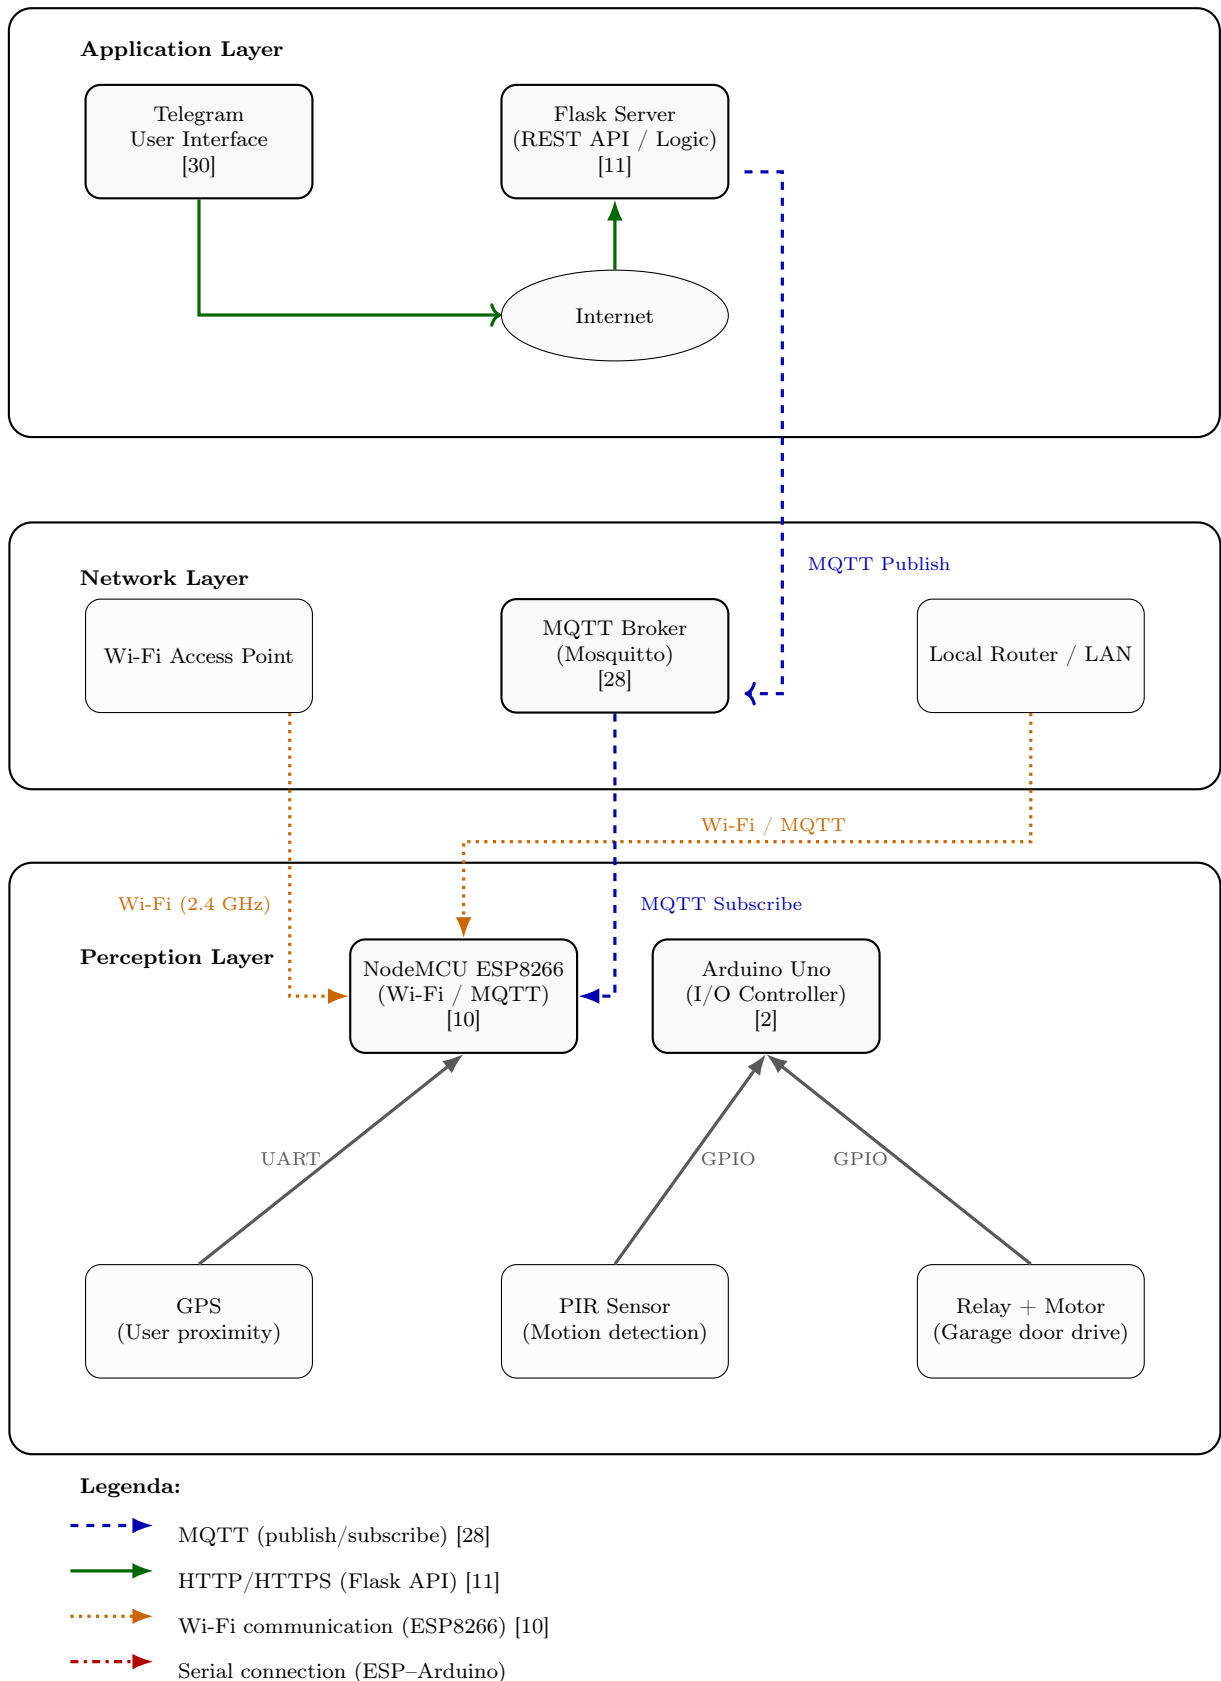 Application Layer
Telegram
User Interface
[30]
Flask Server
(REST API / Logic)
[11]
Internet
MQTT Publish
Network Layer
Wi-Fi Access Point
MQTT Broker
(Mosquitto)
[28]
Local Router / LAN
Wi-Fi / MQTT
Wi-Fi (2.4 GHz)
MQTT Subscribe
Perception Layer
NodeMCU ESP8266
(Wi-Fi / MQTT)
[10]
Arduino Uno
(I/O Controller)
[2]
UART
GPIO
GPIO
GPS
(User proximity)
PIR Sensor
(Motion detection)
Relay + Motor
(Garage door drive)
Legenda:
MQTT (publish/subscribe) [28]
HTTP/HTTPS (Flask API) [11]
Wi-Fi communication (ESP8266) [10]
Serial connection (ESP–Arduino)